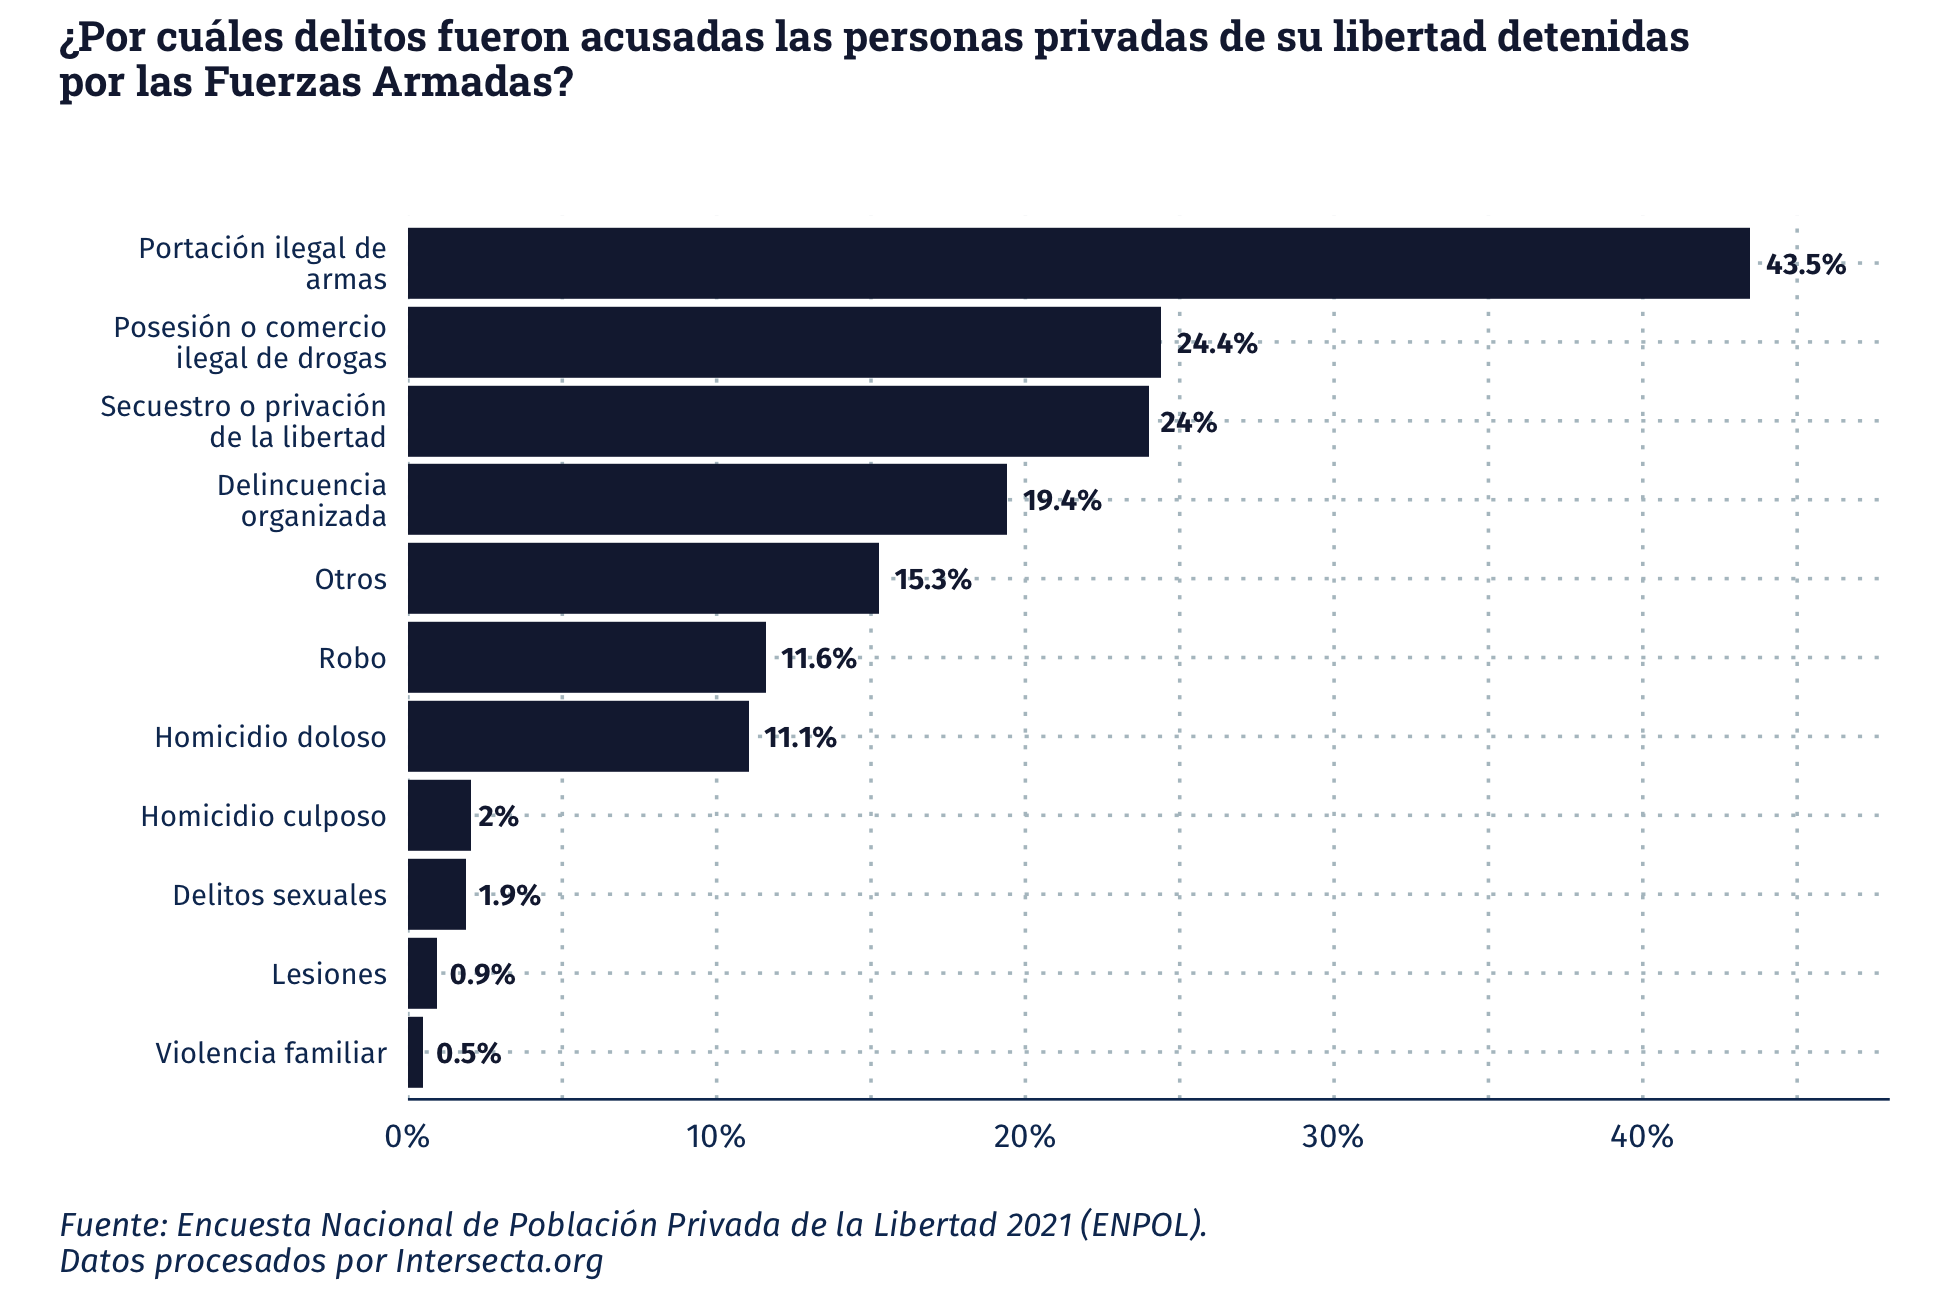 ¿Por cuáles delitos fueron acusadas las personas privadas de su libertad detenidas
por las Fuerzas Armadas?
Portación ilegal de
armas
43.5%
Posesión o comercio
ilegal de drogas
24.4%
Secuestro o privación
de la libertad
24%
Delincuencia
organizada
19.4%
Otros
15.3%
Robo
11.6%
Homicidio doloso
11.1%
Homicidio culposo
2%
Delitos sexuales
1.9%
Lesiones
0.9%
Violencia familiar
0.5%
0%
10%
20%
30%
40%
Fuente: Encuesta Nacional de Población Privada de la Libertad 2021 (ENPOL).
Datos procesados por Intersecta.org